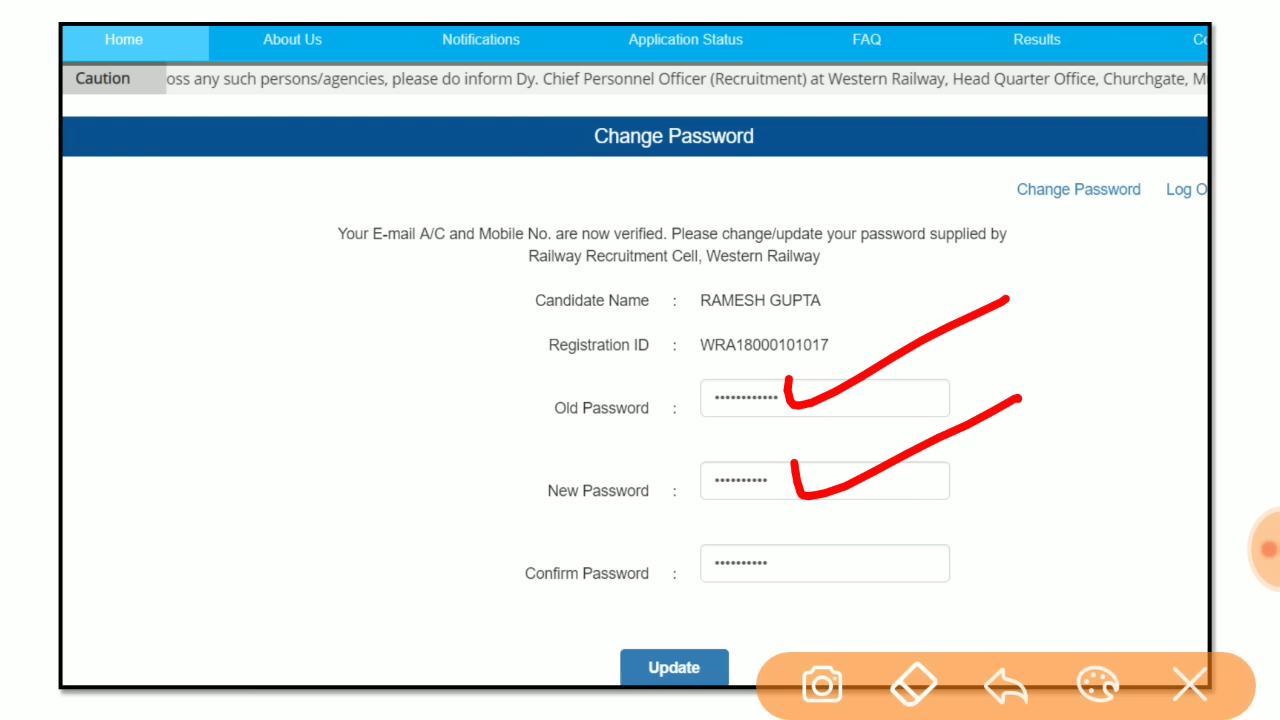 Home About Us Notifications Application Status FAQ Results Co
Caution oss any such persons/agencies, please do inform Dy. Chief Personnel Officer (Recruitment) at Western Railway, Head Quarter Office, Churchgate, M
Change Password
Change Password Log O
Your E-mail A/C and Mobile No. are now verified. Please change/update your password supplied by
Railway Recruitment Cell, Western Railway
Candidate Name : RAMESH GUPTA
Registration ID : WRA18000101017
Old Password : ••••••••••••
New Password : ••••••••••
Confirm Password : ••••••••••
Update